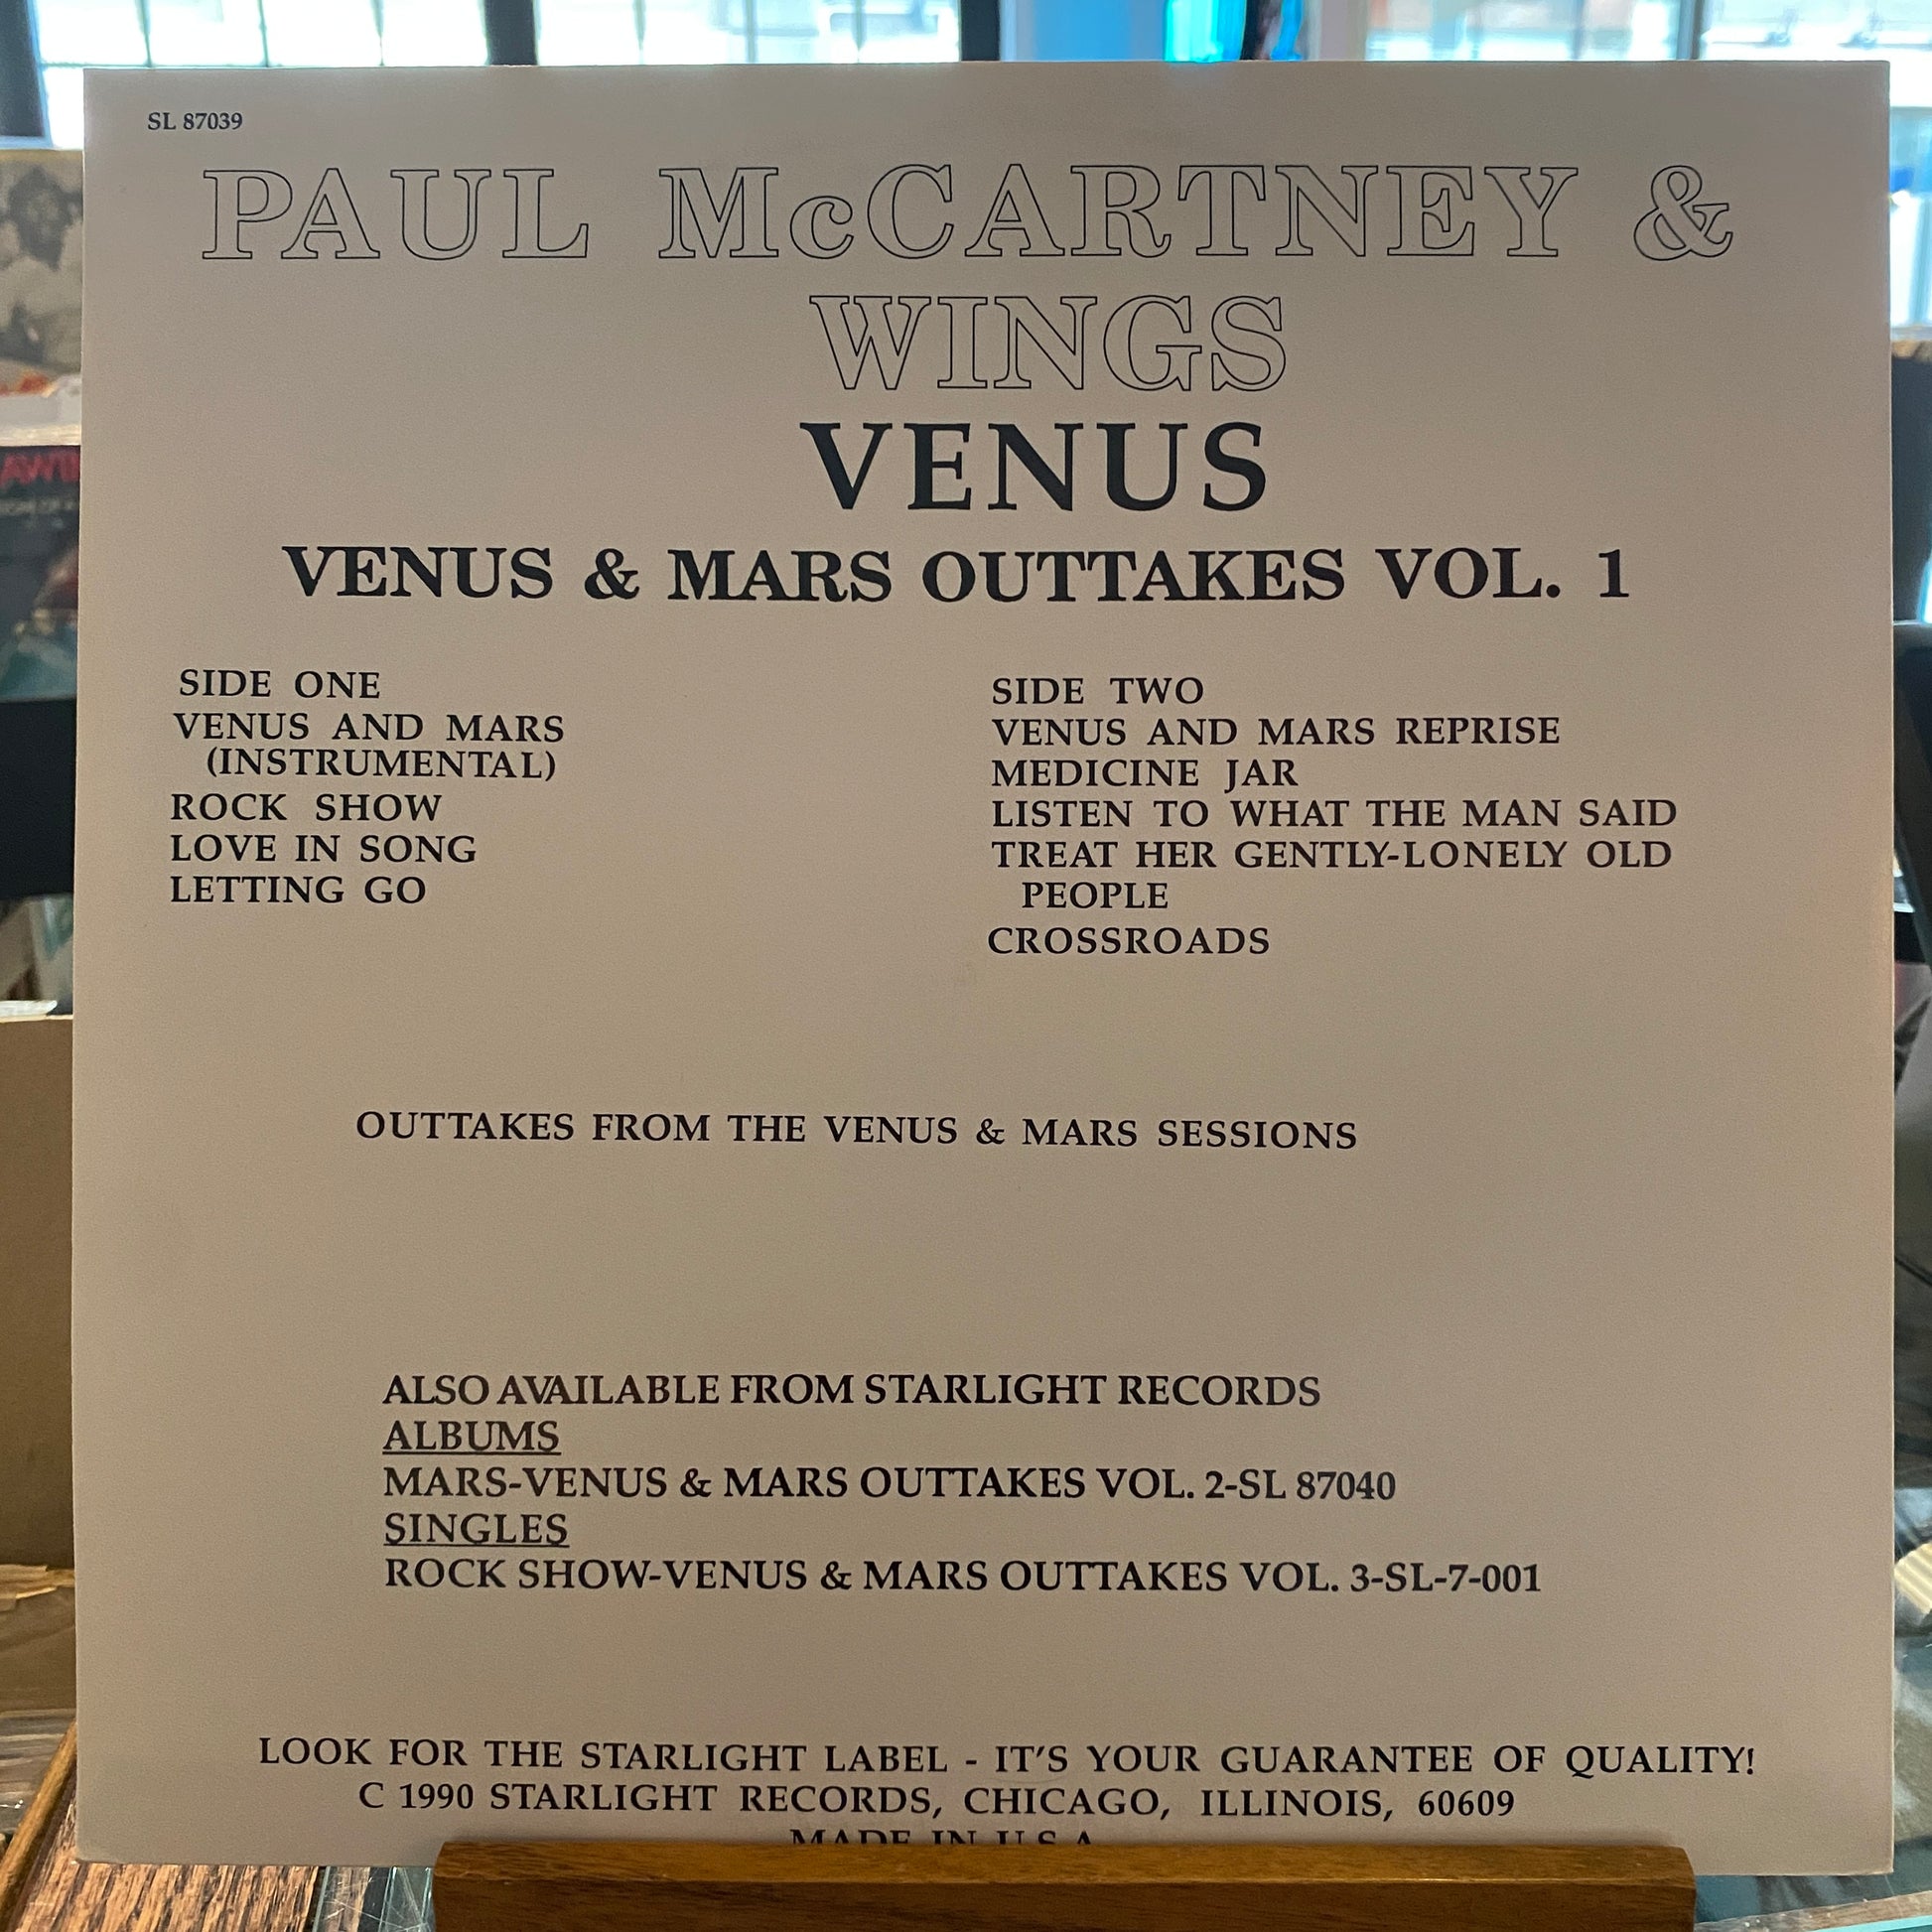 SL 87039
PAUL McCARTNEY &
WINGS
VENUS
VENUS & MARS OUTTAKES VOL. 1
SIDE ONE
VENUS AND MARS
(INSTRUMENTAL)
ROCK SHOW
LOVE IN SONG
LETTING GO
SIDE TWO
VENUS AND MARS REPRISE
MEDICINE JAR
LISTEN TO WHAT THE MAN SAID
TREAT HER GENTLY-LONELY OLD
PEOPLE
CROSSROADS
OUTTAKES FROM THE VENUS & MARS SESSIONS
ALSO AVAILABLE FROM STARLIGHT RECORDS
ALBUMS
MARS-VENUS & MARS OUTTAKES VOL. 2-SL 87040
SINGLES
ROCK SHOW-VENUS & MARS OUTTAKES VOL. 3-SL-7-001
LOOK FOR THE STARLIGHT LABEL - IT'S YOUR GUARANTEE OF QUALITY!
C 1990 STARLIGHT RECORDS, CHICAGO, ILLINOIS, 60609
MADE IN U.S.A.